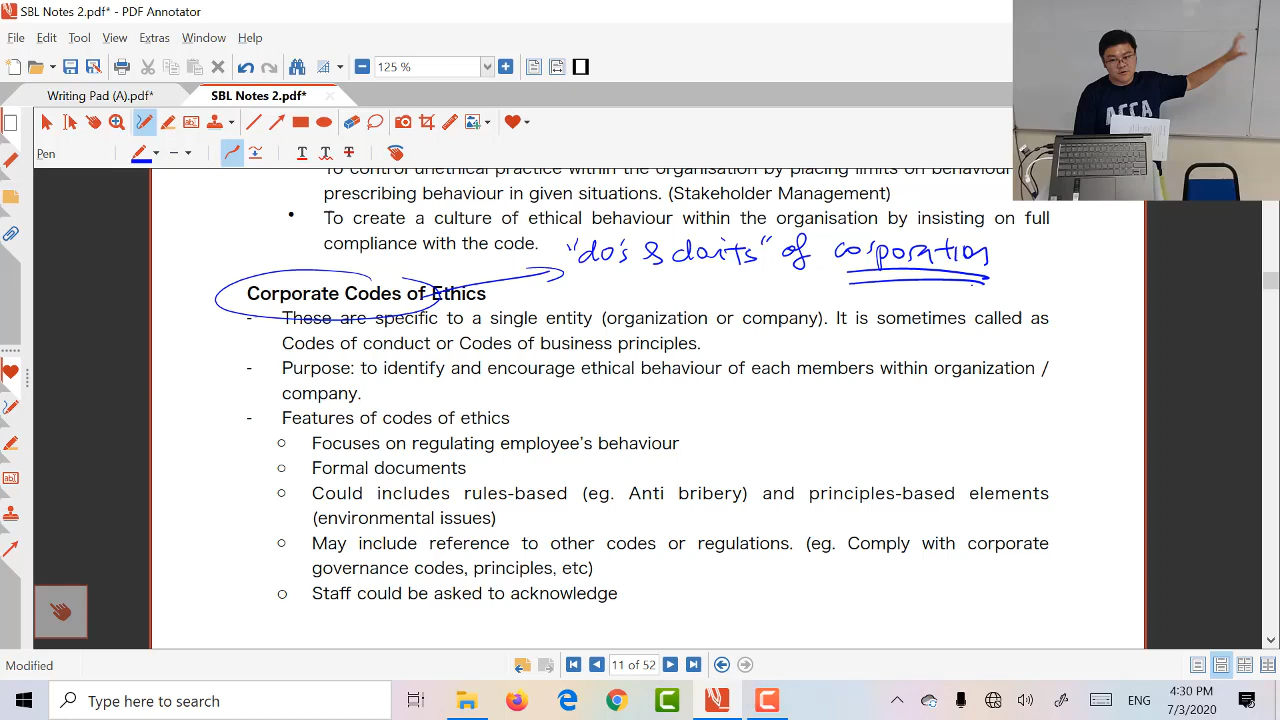 SBL Notes 2.pdf* - PDF Annotator
File Edit Tool View Extras Window Help
125 %
Writing Pad (A).pdf* SBL Notes 2.pdf*
Pen
ACCA
the organisation by placing limits on behaviour
prescribing behaviour in given situations. (Stakeholder Management)
• To create a culture of ethical behaviour within the organisation by insisting on full
compliance with the code.
"do's & don'ts" of corporation
Corporate Codes of Ethics
- These are specific to a single entity (organization or company). It is sometimes called as
Codes of conduct or Codes of business principles.
- Purpose: to identify and encourage ethical behaviour of each members within organization /
company.
- Features of codes of ethics
○ Focuses on regulating employee's behaviour
○ Formal documents
○ Could includes rules-based (eg. Anti bribery) and principles-based elements
(environmental issues)
○ May include reference to other codes or regulations. (eg. Comply with corporate
governance codes, principles, etc)
○ Staff could be asked to acknowledge
Modified
11 of 52
Type here to search
ENG
4:30 PM
7/3/2020